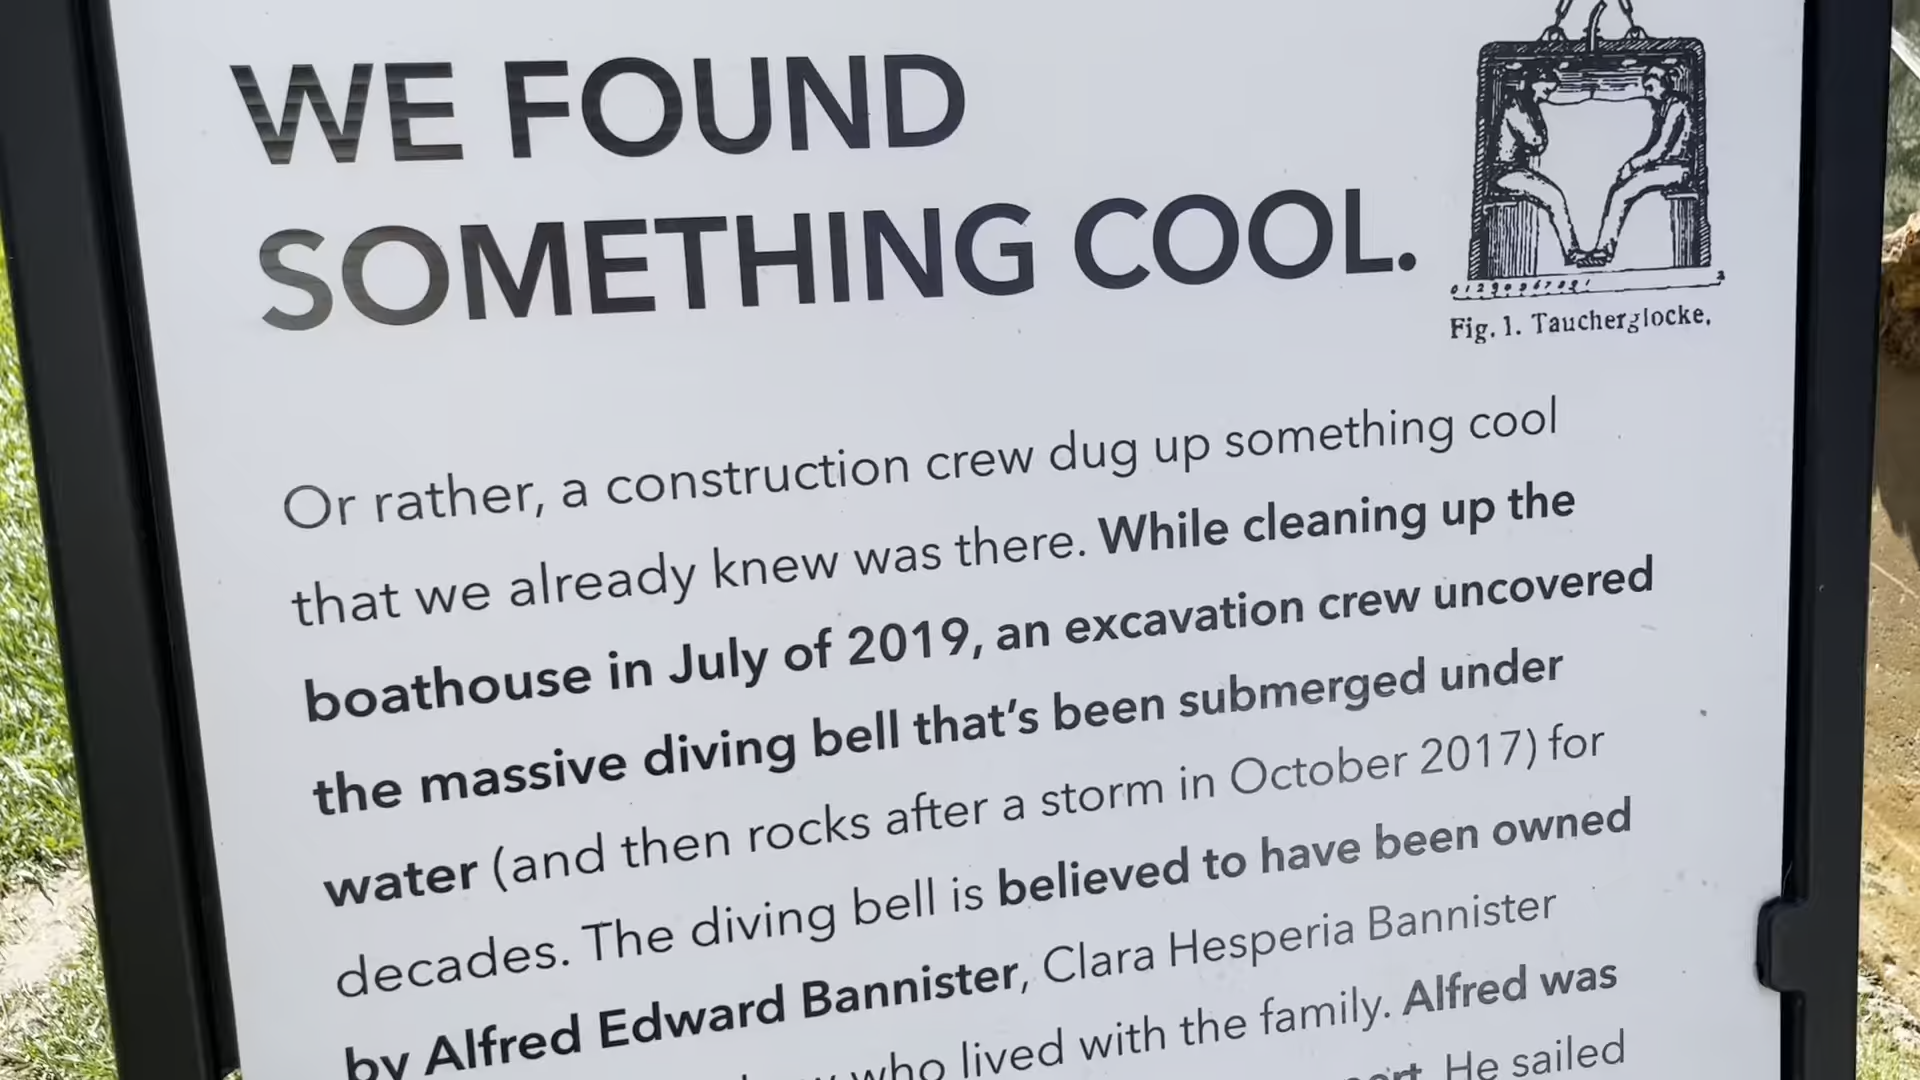 WE FOUND
SOMETHING COOL.
Fig. 1. Taucherglocke.
Or rather, a construction crew dug up something cool
that we already knew was there. While cleaning up the
boathouse in July of 2019, an excavation crew uncovered
the massive diving bell that's been submerged under
water (and then rocks after a storm in October 2017) for
decades. The diving bell is believed to have been owned
by Alfred Edward Bannister, Clara Hesperia Bannister
who lived with the family. Alfred was
He sailed